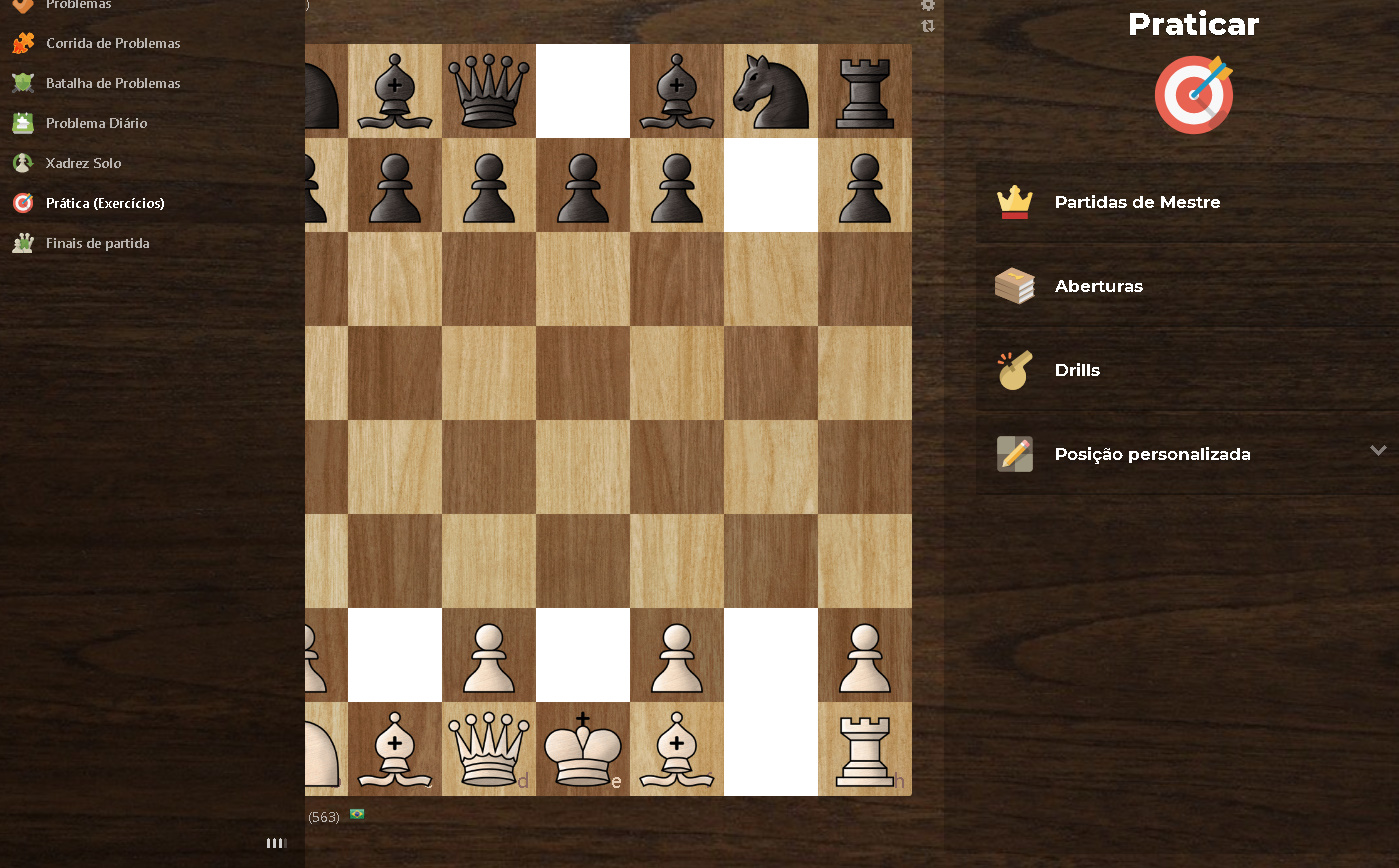 Problemas
)
Praticar
Corrida de Problemas
Batalha de Problemas
Problema Diário
Xadrez Solo
Prática (Exercícios)
Finais de partida
Partidas de Mestre
Aberturas
Drills
Posição personalizada
d
e
h
(563)